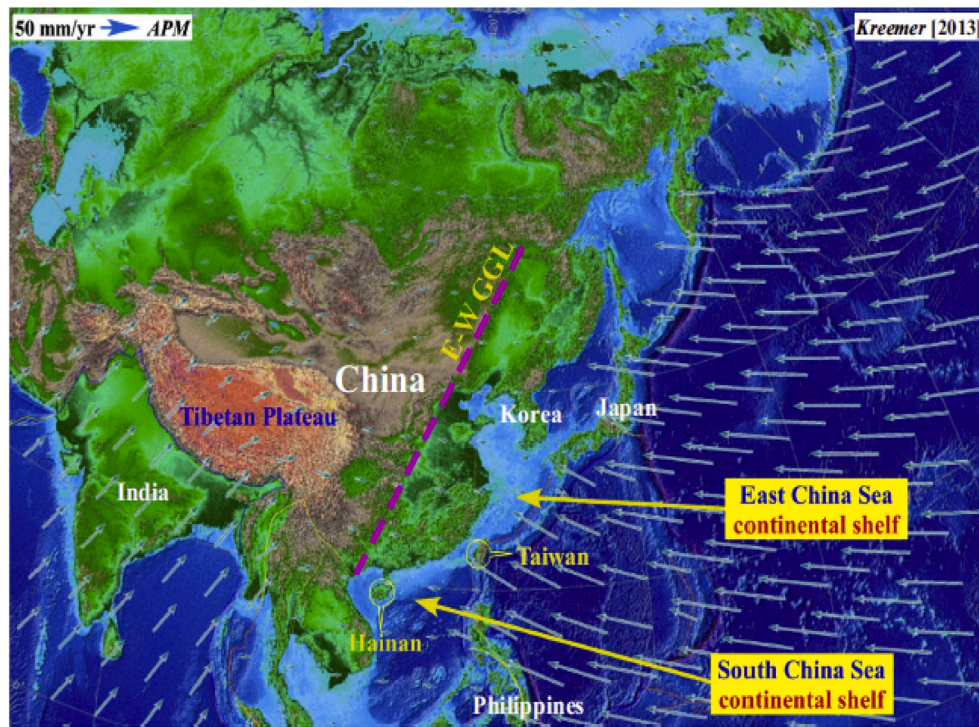 50 mm/yr APM
Kreemer [2013]
E-W GGL
China
Tibetan Plateau
Korea
Japan
India
East China Sea
continental shelf
Taiwan
Hainan
South China Sea
continental shelf
Philippines